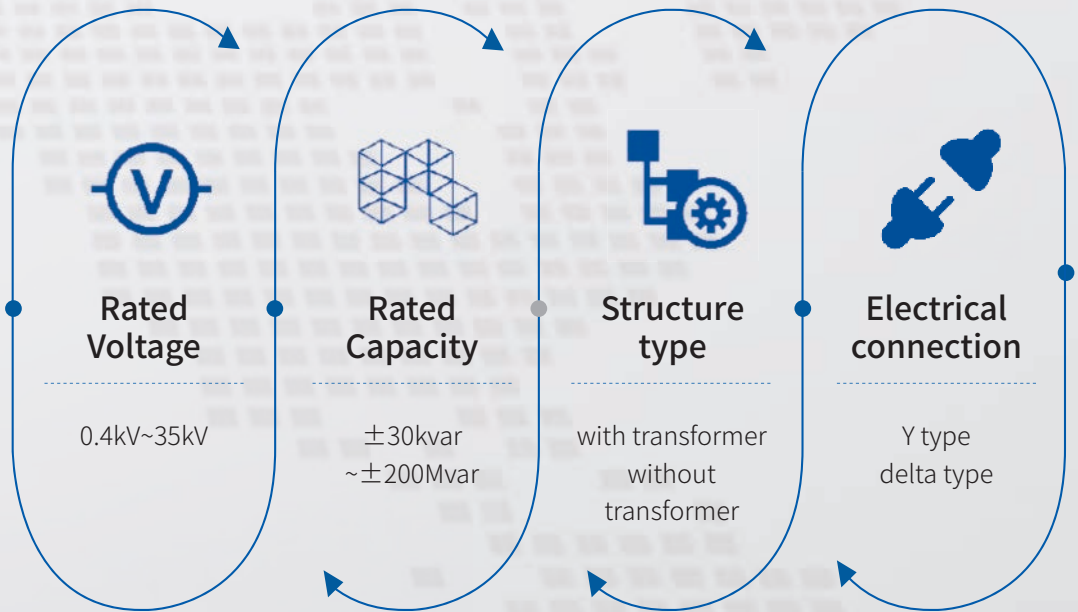 V
Rated
Voltage
0.4kV~35kV
Rated
Capacity
±30kvar
~±200Mvar
Structure
type
with transformer
without
transformer
Electrical
connection
Y type
delta type